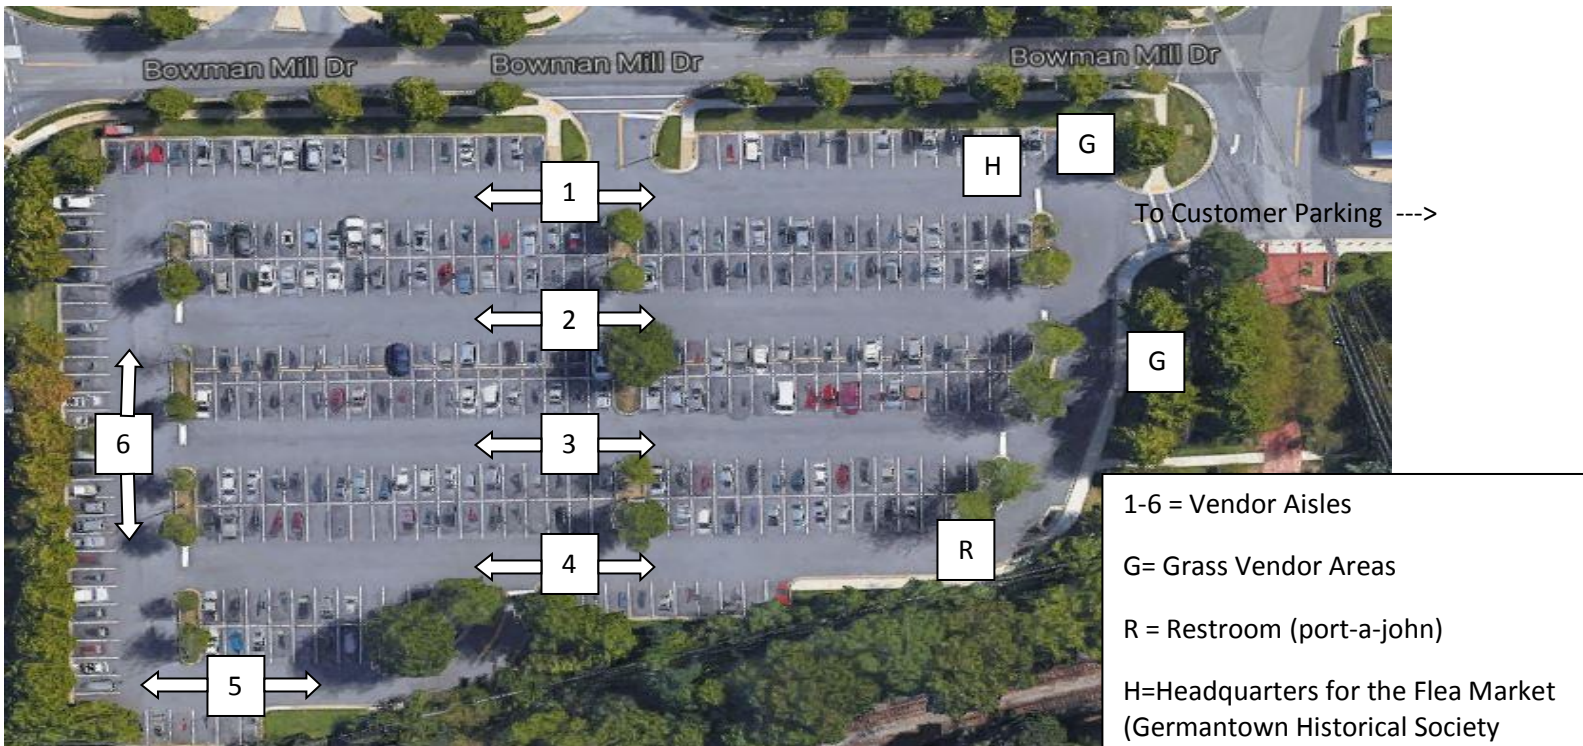 Bowman Mill Dr
Bowman Mill Dr
Bowman Mill Dr
G
H
1
To Customer Parking --->
2
G
6
3
4
R
5
1-6 = Vendor Aisles
G= Grass Vendor Areas
R = Restroom (port-a-john)
H=Headquarters for the Flea Market
(Germantown Historical Society